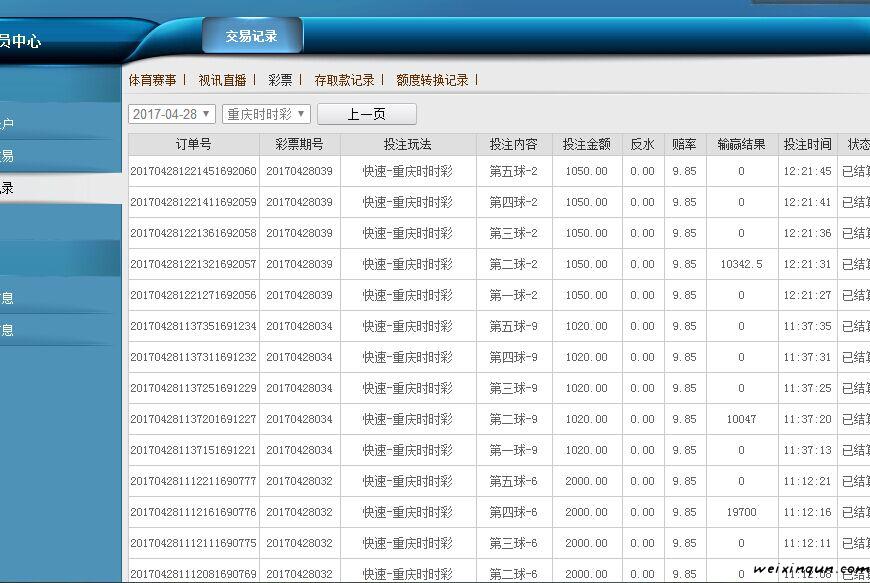 员中心
交易记录
体育赛事 | 视讯直播 | 彩票 | 存取款记录 | 额度转换记录 |
2017-04-28 ▼ 重庆时时彩 ▼ 上一页
订单号 彩票期号 投注玩法 投注内容 投注金额 反水 赔率 输赢结果 投注时间 状态
户
易
录
息
息
201704281221451692060 20170428039 快速-重庆时时彩 第五球-2 1050.00 0.00 9.85 0 12:21:45 已结算
201704281221411692059 20170428039 快速-重庆时时彩 第四球-2 1050.00 0.00 9.85 0 12:21:41 已结算
201704281221361692058 20170428039 快速-重庆时时彩 第三球-2 1050.00 0.00 9.85 0 12:21:36 已结算
201704281221321692057 20170428039 快速-重庆时时彩 第二球-2 1050.00 0.00 9.85 10342.5 12:21:31 已结算
201704281221271692056 20170428039 快速-重庆时时彩 第一球-2 1050.00 0.00 9.85 0 12:21:27 已结算
201704281137351691234 20170428034 快速-重庆时时彩 第五球-9 1020.00 0.00 9.85 0 11:37:35 已结算
201704281137311691232 20170428034 快速-重庆时时彩 第四球-9 1020.00 0.00 9.85 0 11:37:31 已结算
201704281137251691229 20170428034 快速-重庆时时彩 第三球-9 1020.00 0.00 9.85 0 11:37:25 已结算
201704281137201691227 20170428034 快速-重庆时时彩 第二球-9 1020.00 0.00 9.85 10047 11:37:20 已结算
201704281137151691221 20170428034 快速-重庆时时彩 第一球-9 1020.00 0.00 9.85 0 11:37:13 已结算
201704281112211690777 20170428032 快速-重庆时时彩 第五球-6 2000.00 0.00 9.85 0 11:12:21 已结算
201704281112161690776 20170428032 快速-重庆时时彩 第四球-6 2000.00 0.00 9.85 19700 11:12:16 已结算
201704281112111690775 20170428032 快速-重庆时时彩 第三球-6 2000.00 0.00 9.85 0 11:12:11 已结算
201704281112081690769 20170428032 快速-重庆时时彩 第二球-6 2000.00 0.00 9.85 0 11:12:08 已结算
weixinqun.com